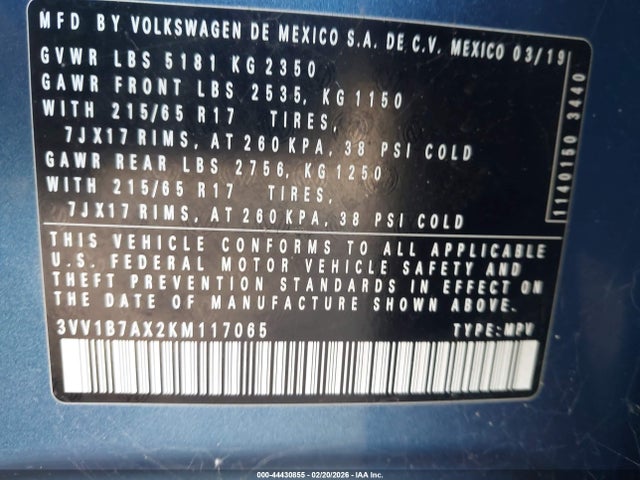 MFD BY VOLKSWAGEN DE MEXICO S.A. DE C.V. MEXICO 03/19
GVWR LBS 5181 KG 2350
GAWR FRONT LBS 2535, KG 1150
WITH 215/65 R17 TIRES,
7JX17 RIMS, AT 260 KPA, 38 PSI COLD
GAWR REAR LBS 2756, KG 1250
WITH 215/65 R17 TIRES,
7JX17 RIMS, AT 260 KPA, 38 PSI COLD
1140150 3440
THIS VEHICLE CONFORMS TO ALL APPLICABLE
U.S. FEDERAL MOTOR VEHICLE SAFETY AND
THEFT PREVENTION STANDARDS IN EFFECT ON
THE DATE OF MANUFACTURE SHOWN ABOVE.
3VV1B7AX2KM117065 TYPE: MPV
000-44430855 - 02/20/2026 - IAA Inc.